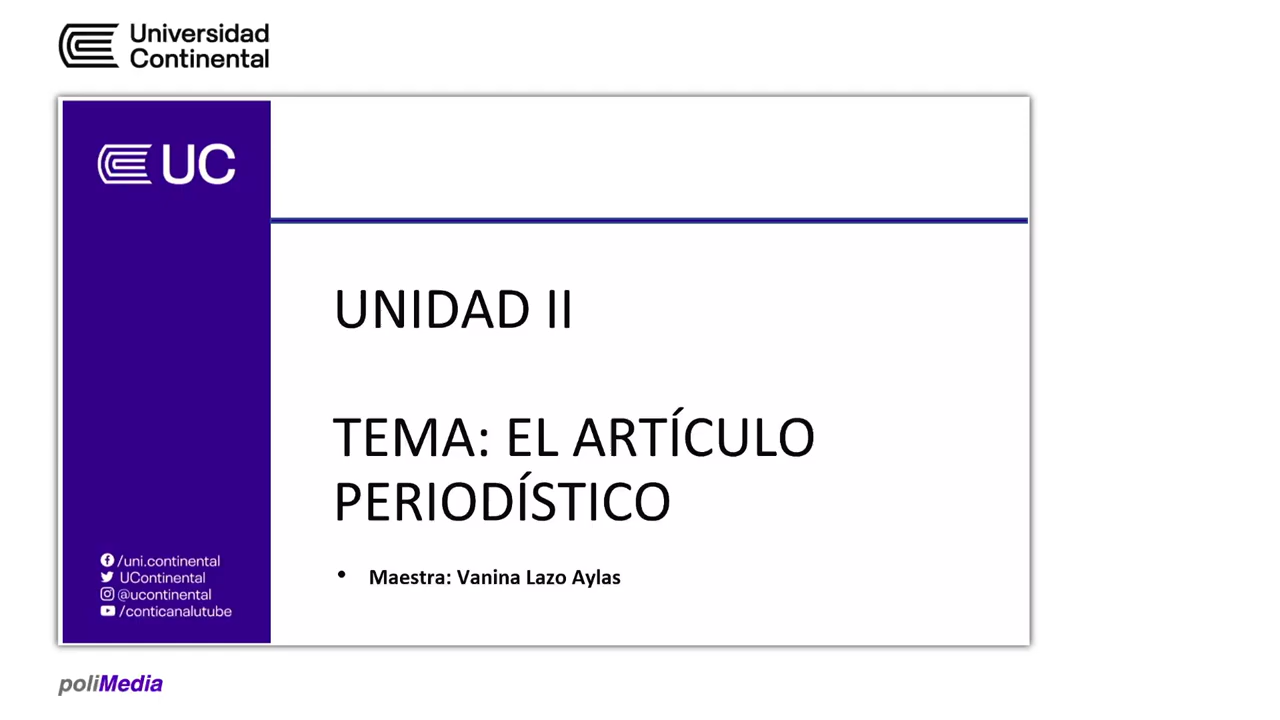 Universidad
Continental
UC
UNIDAD II
TEMA: EL ARTÍCULO
PERIODÍSTICO
• Maestra: Vanina Lazo Aylas
/uni.continental
UContinental
@ucontinental
/conticanalutube
poliMedia